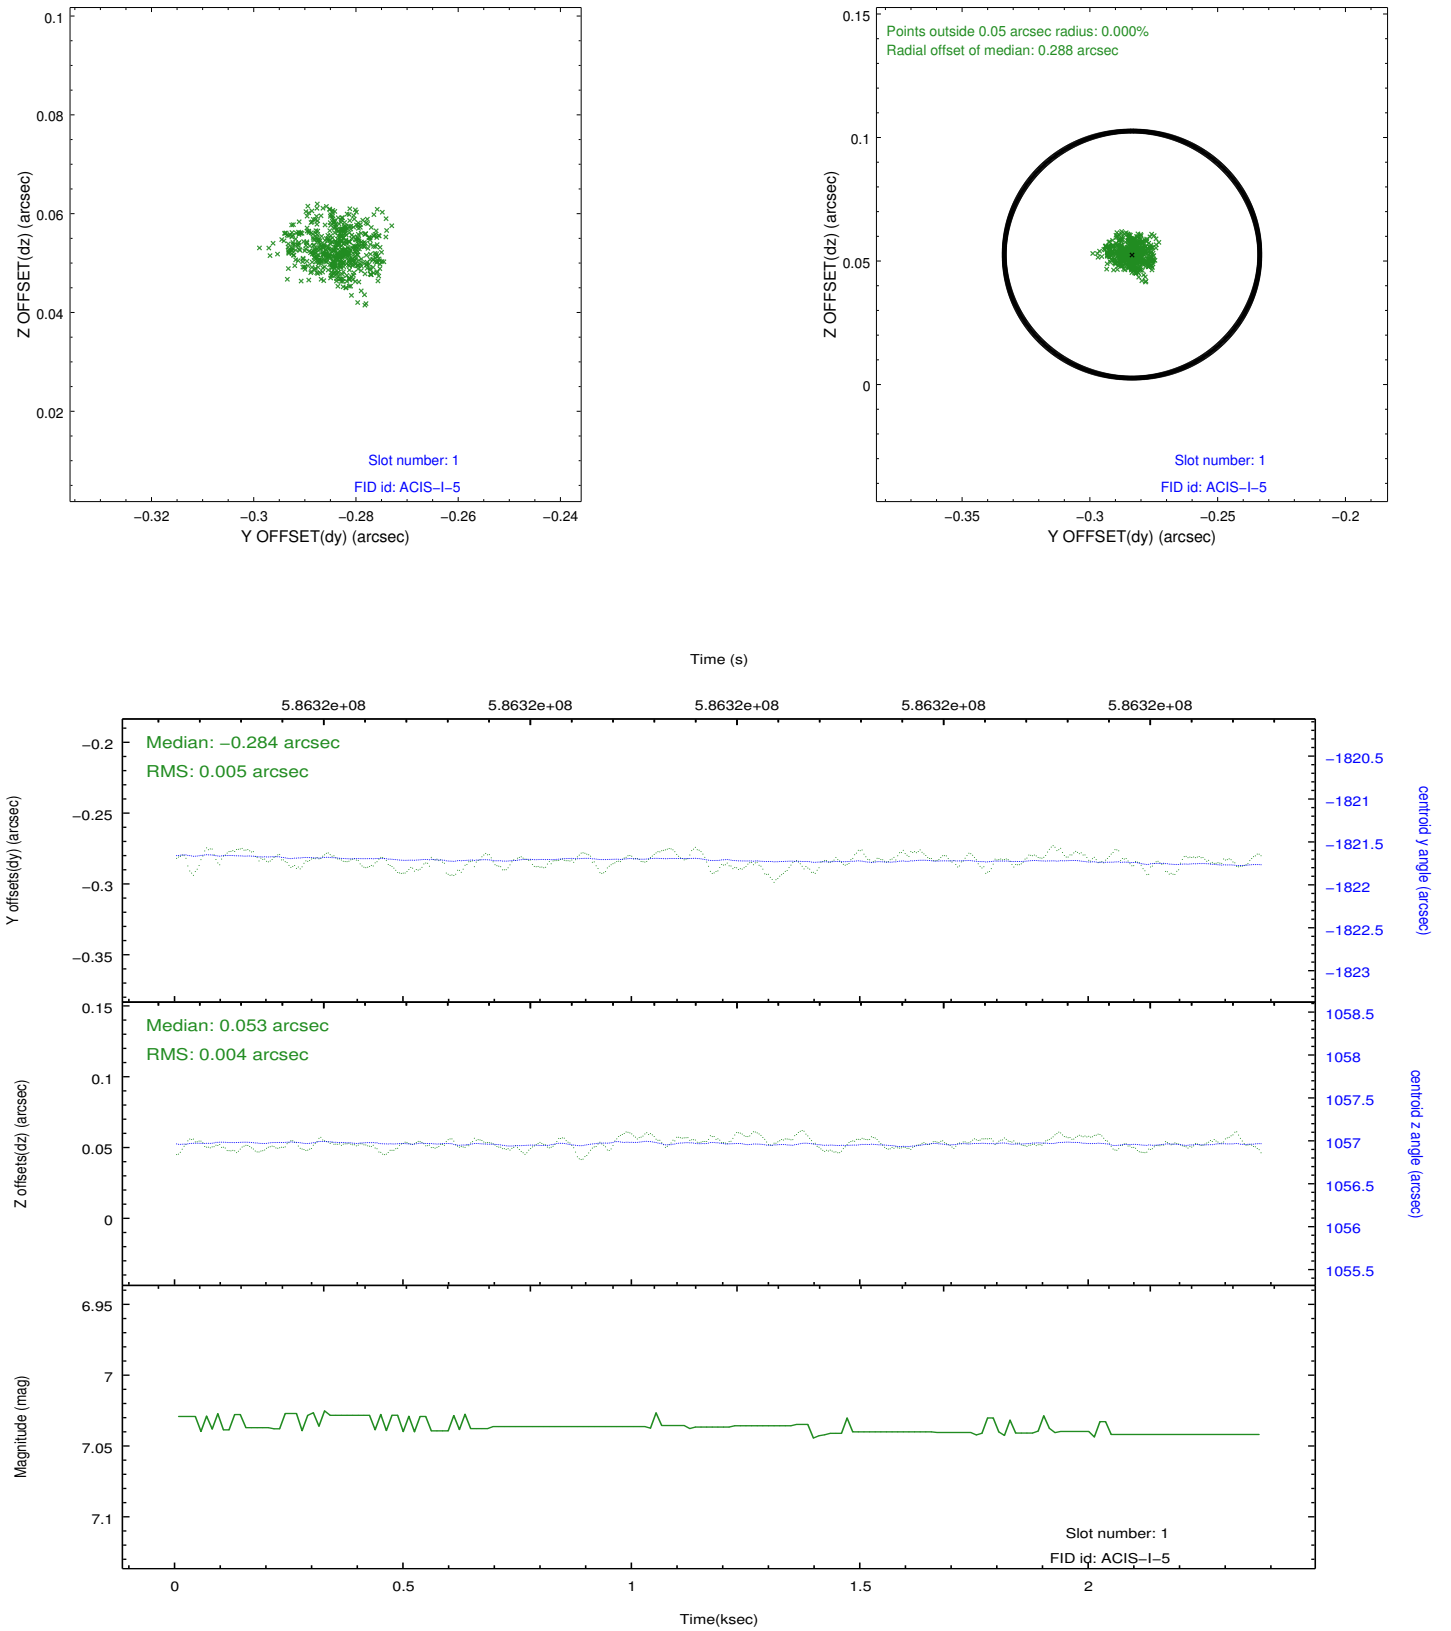 0.1
0.08
0.06
0.04
0.02
Z OFFSET(dz) (arcsec)
Slot number: 1
FID id: ACIS−I−5
−0.32
−0.3
−0.28
−0.26
−0.24
Y OFFSET(dy) (arcsec)
0.15
0.1
0.05
0
Z OFFSET(dz) (arcsec)
Points outside 0.05 arcsec radius: 0.000%
Radial offset of median: 0.288 arcsec
Slot number: 1
FID id: ACIS−I−5
−0.35
−0.3
−0.25
−0.2
Y OFFSET(dy) (arcsec)
Time (s)
5.8632e+08
5.8632e+08
5.8632e+08
5.8632e+08
5.8632e+08
−0.2
−0.25
−0.3
−0.35
Y offsets(dy) (arcsec)
Median: −0.284 arcsec
RMS: 0.005 arcsec
−1820.5
−1821
−1821.5
−1822
−1822.5
−1823
centroid y angle (arcsec)
0.15
0.1
0.05
0
Z offsets(dz) (arcsec)
Median: 0.053 arcsec
RMS: 0.004 arcsec
1058.5
1058
1057.5
1057
1056.5
1056
1055.5
centroid z angle (arcsec)
6.95
7
7.05
7.1
Magnitude (mag)
Slot number: 1
FID id: ACIS−I−5
0
0.5
1
1.5
2
Time(ksec)